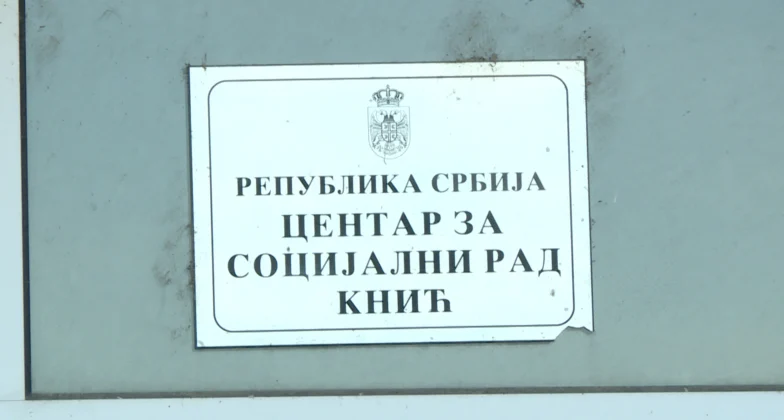 РЕПУБЛИКА СРБИЈА
ЦЕНТАР ЗА
СОЦИЈАЛНИ РАД
КНИЋ